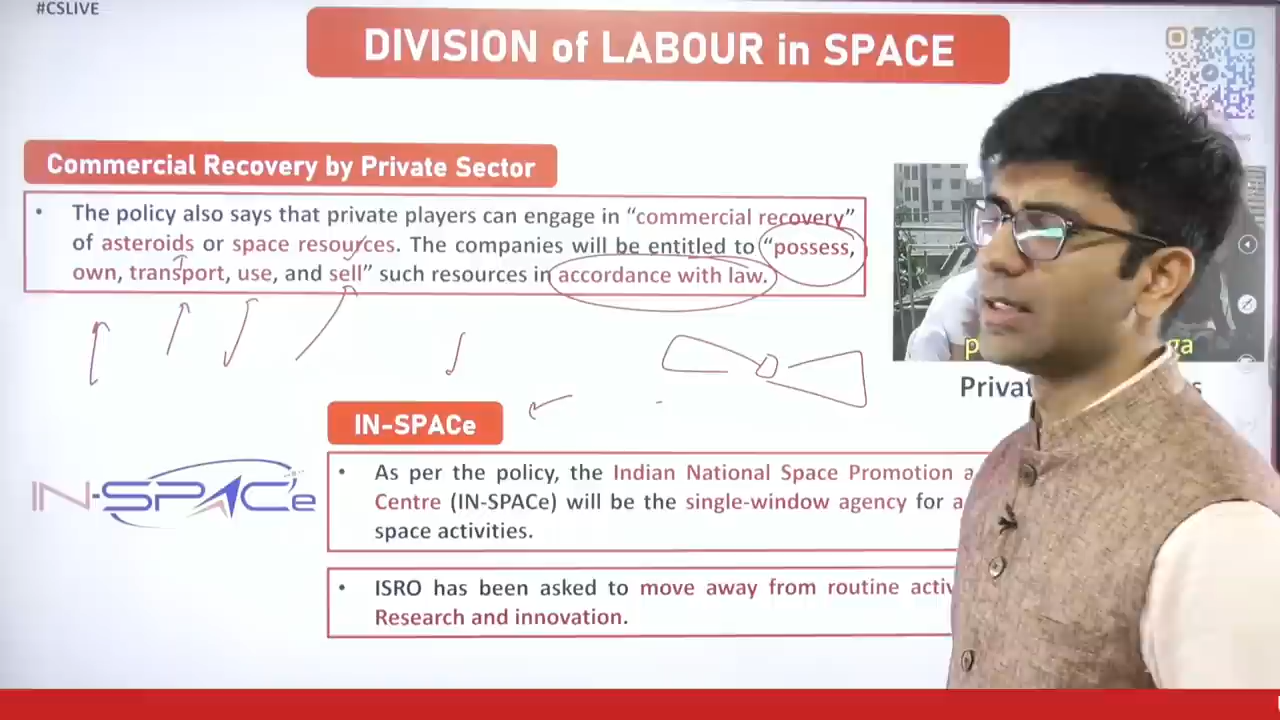 #CSLIVE
DIVISION of LABOUR in SPACE
Commercial Recovery by Private Sector
• The policy also says that private players can engage in “commercial recovery”
of asteroids or space resources. The companies will be entitled to “possess,
own, transport, use, and sell” such resources in accordance with law.
IN-SPACe
IN-SPACe
• As per the policy, the Indian National Space Promotion
Centre (IN-SPACe) will be the single-window agency for
space activities.
• ISRO has been asked to move away from routine
Research and innovation.